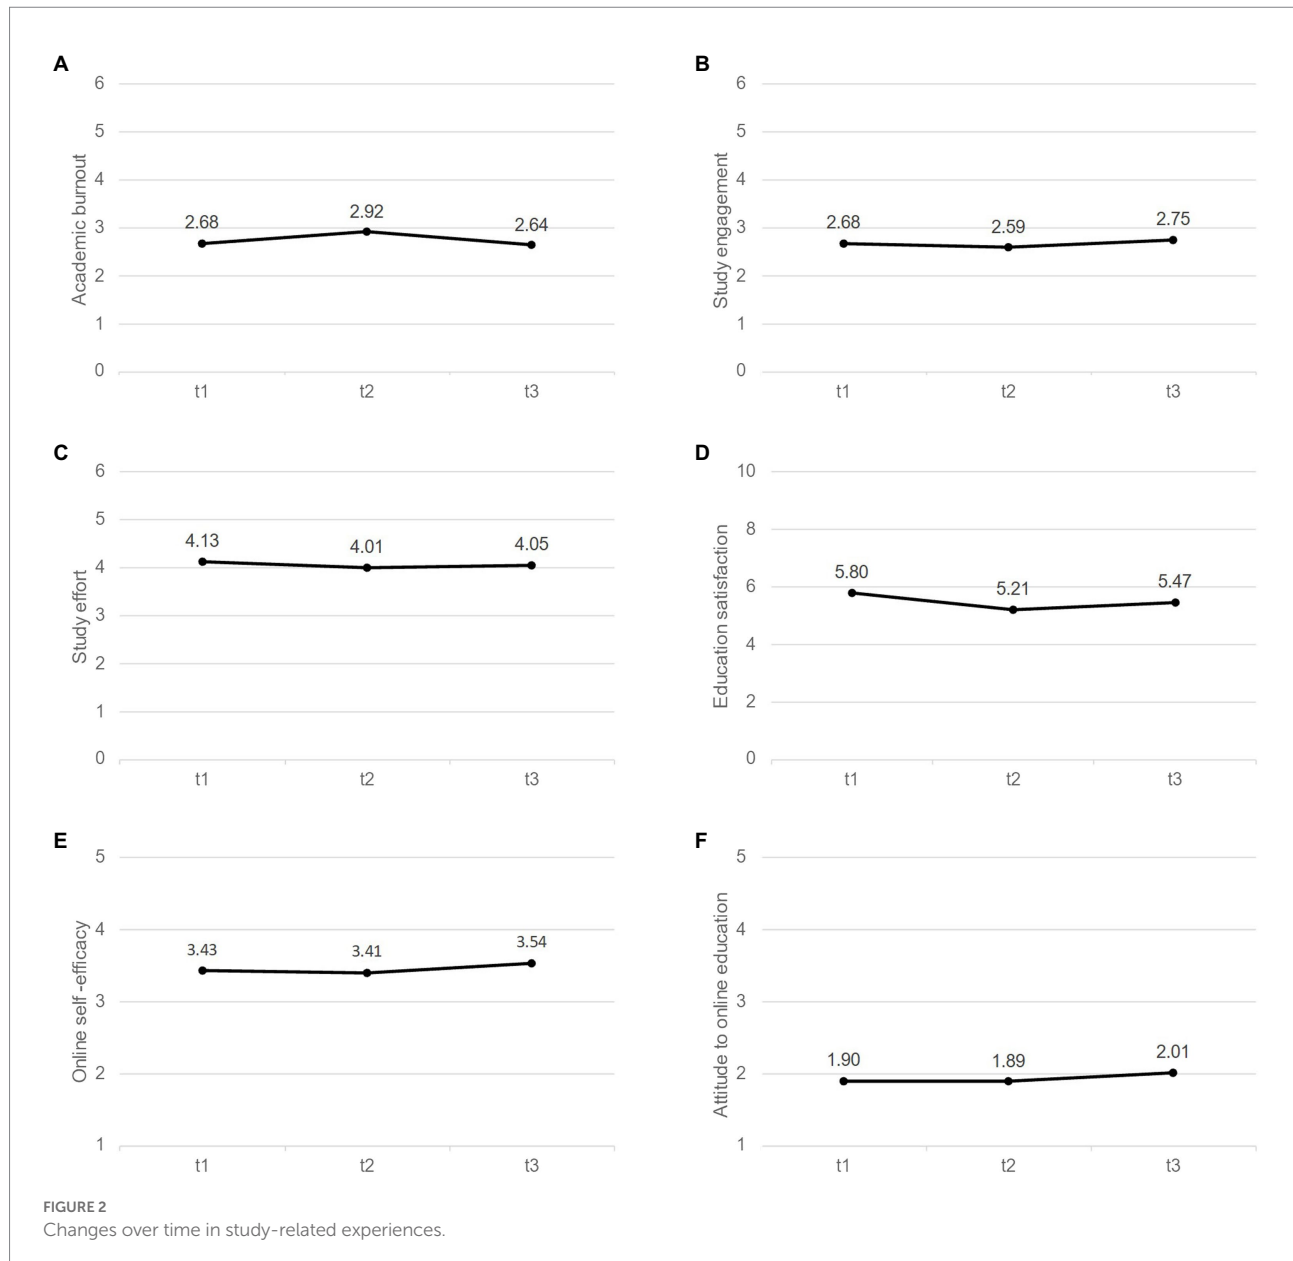 A
6
5
4
3
2
1
0
Academic burnout
2.68
2.92
2.64
t1
t2
t3
B
6
5
4
3
2
1
0
Study engagement
2.68
2.59
2.75
t1
t2
t3
C
6
5
4
3
2
1
0
Study effort
4.13
4.01
4.05
t1
t2
t3
D
10
8
6
4
2
0
Education satisfaction
5.80
5.21
5.47
t1
t2
t3
E
5
4
3
2
1
Online self -efficacy
3.43
3.41
3.54
t1
t2
t3
F
5
4
3
2
1
Attitude to online education
1.90
1.89
2.01
t1
t2
t3
FIGURE 2
Changes over time in study-related experiences.